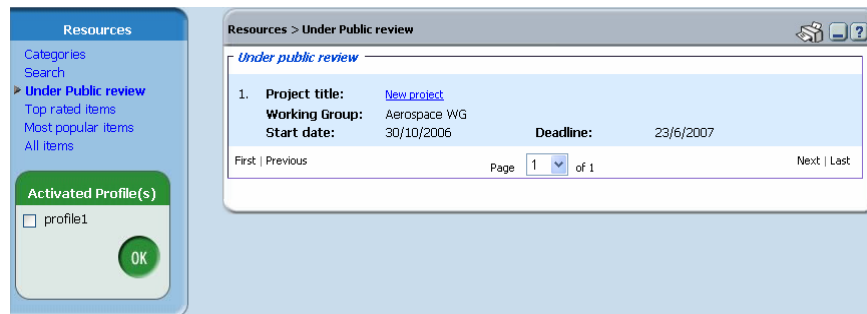 Resources
Categories
Search
Under Public review
Top rated items
Most popular items
All items
Activated Profile(s)
profile1
OK
Resources > Under Public review
?
Under public review
1. Project title: New project
Working Group: Aerospace WG
Start date: 30/10/2006 Deadline: 23/6/2007
First | Previous Page 1 of 1 Next | Last